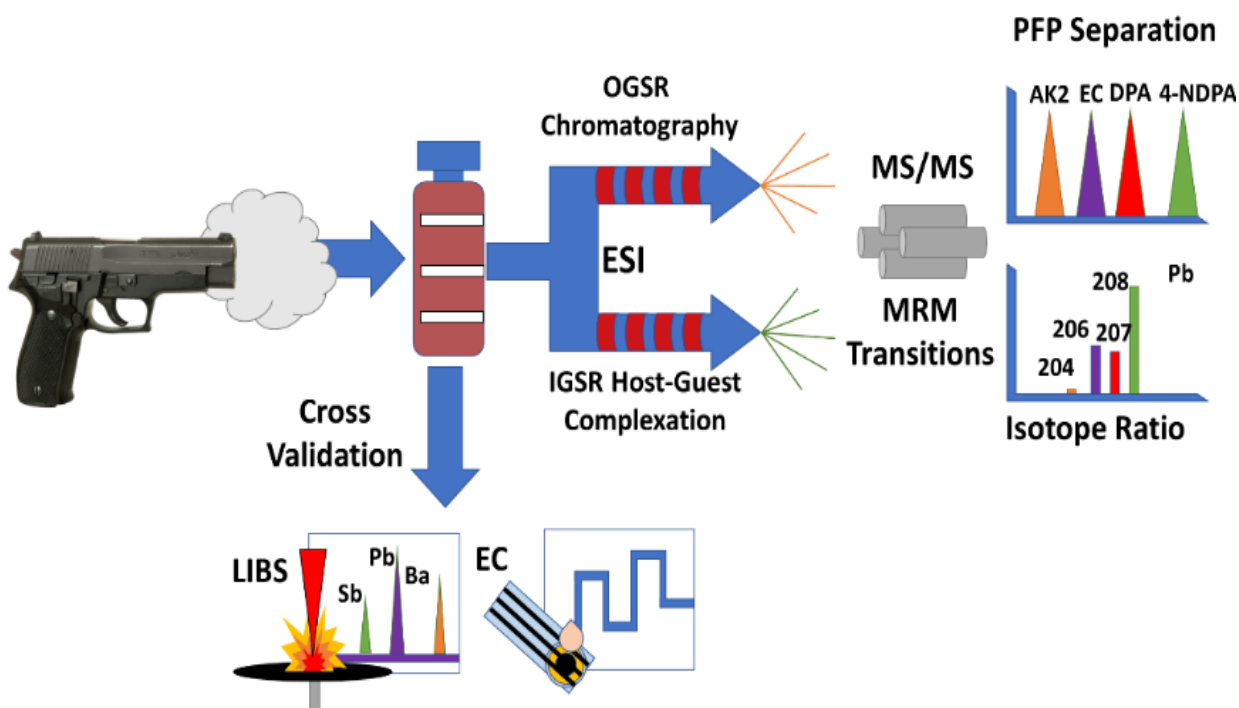 PFP Separation
AK2 EC DPA 4-NDPA
OGSR
Chromatography
MS/MS
ESI
MRM
Transitions
IGSR Host-Guest
Complexation
208 Pb
206 207
204
Isotope Ratio
Cross
Validation
LIBS
Sb Pb Ba
EC